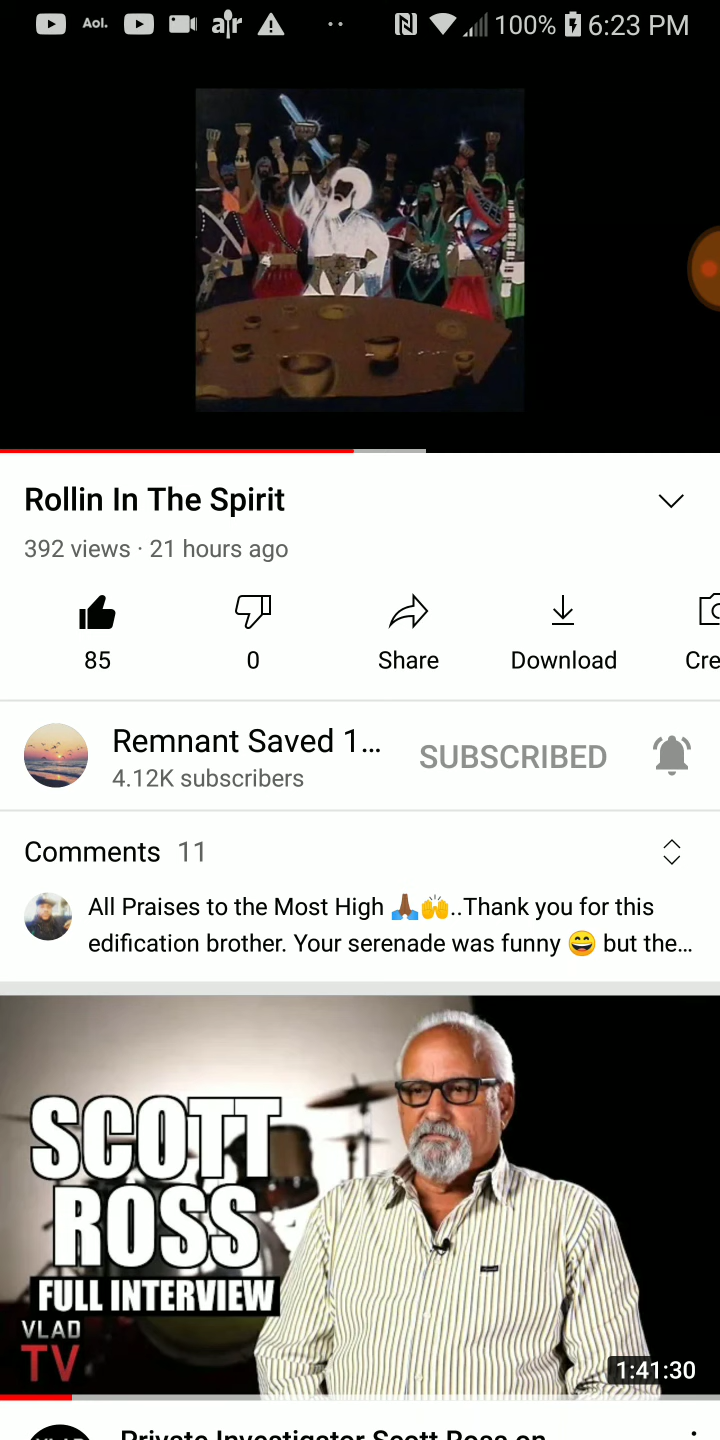 Aol.
air
100% 6:23 PM
Rollin In The Spirit
392 views · 21 hours ago
85
0
Share
Download
Cre
Remnant Saved 1...
4.12K subscribers
SUBSCRIBED
Comments 11
All Praises to the Most High 🙏🏾🙌..Thank you for this
edification brother. Your serenade was funny 😄 but the...
SCOTT
ROSS
FULL INTERVIEW
VLAD
TV
1:41:30
Private Investigator Scott Ross on